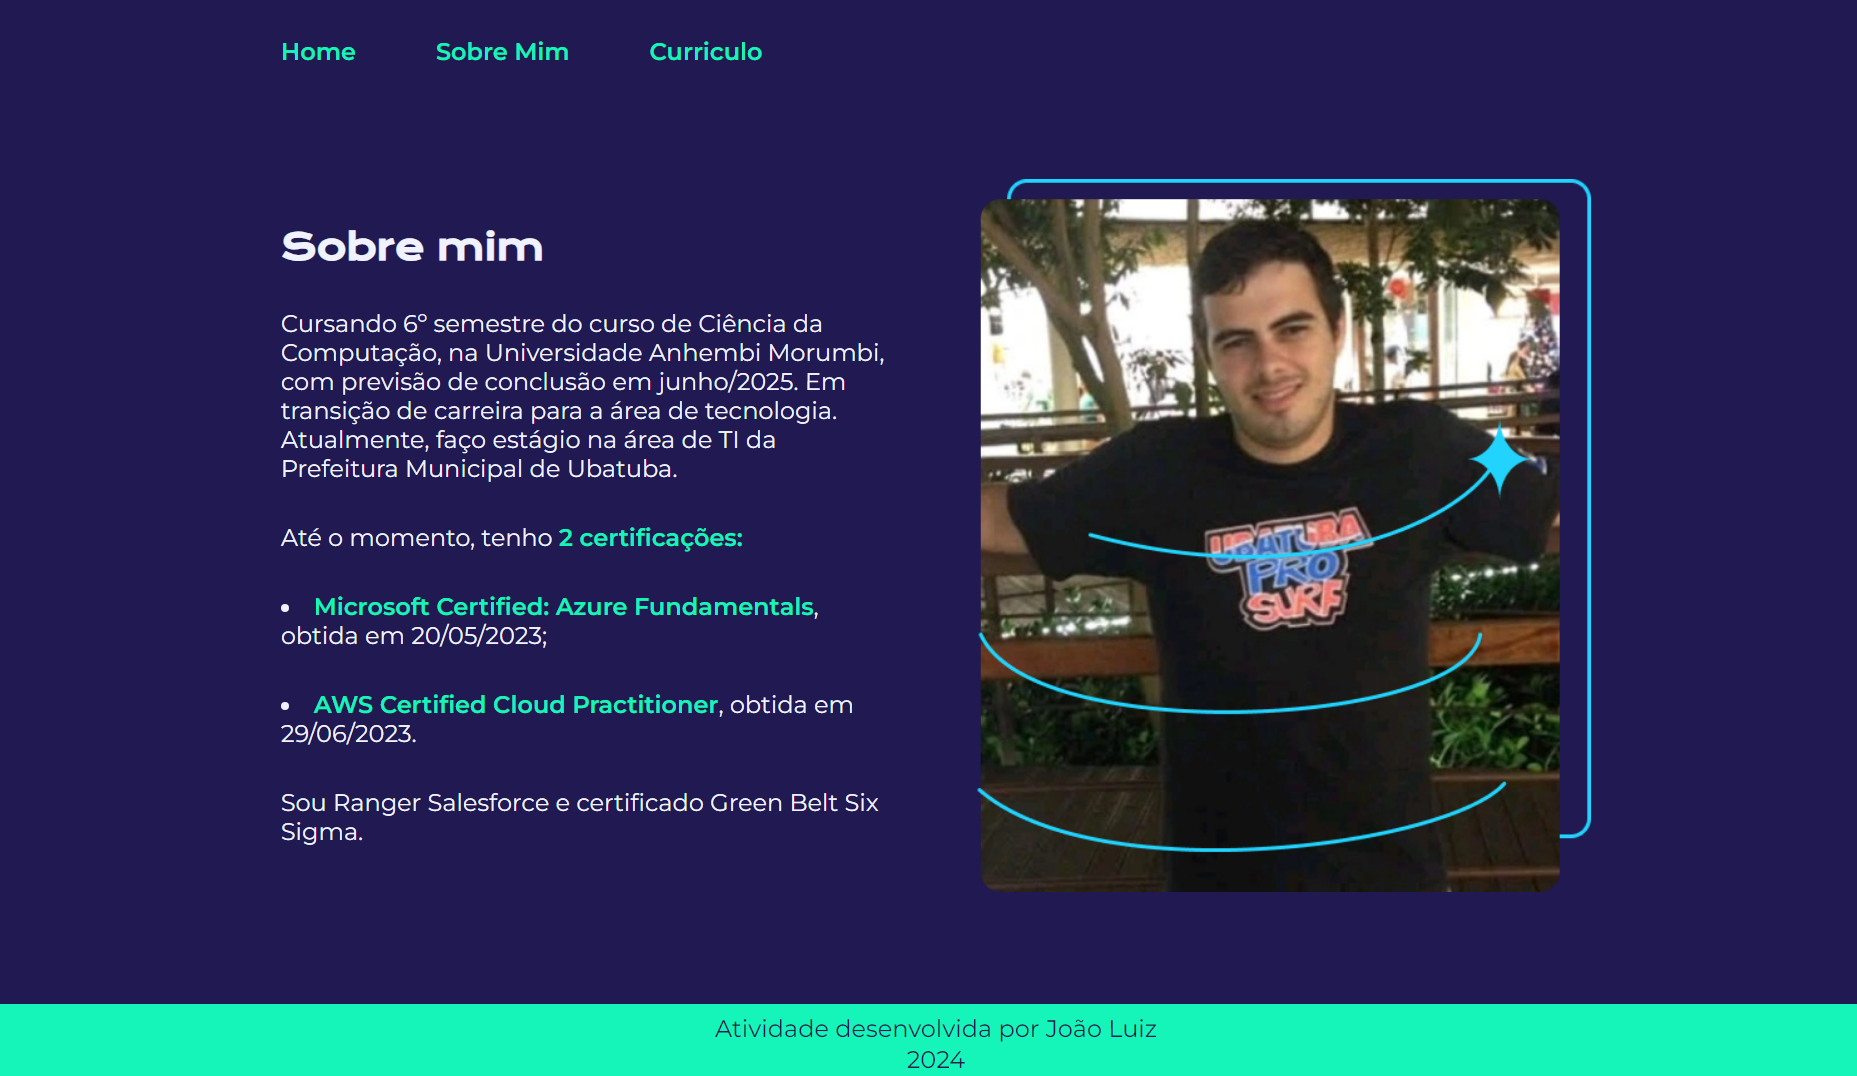 Home Sobre Mim Curriculo
Sobre mim
Cursando 6º semestre do curso de Ciência da
Computação, na Universidade Anhembi Morumbi,
com previsão de conclusão em junho/2025. Em
transição de carreira para a área de tecnologia.
Atualmente, faço estágio na área de TI da
Prefeitura Municipal de Ubatuba.
Até o momento, tenho 2 certificações:
• Microsoft Certified: Azure Fundamentals,
obtida em 20/05/2023;
• AWS Certified Cloud Practitioner, obtida em
29/06/2023.
Sou Ranger Salesforce e certificado Green Belt Six
Sigma.
UBATUBA
PRO
SURF
Atividade desenvolvida por João Luiz
2024